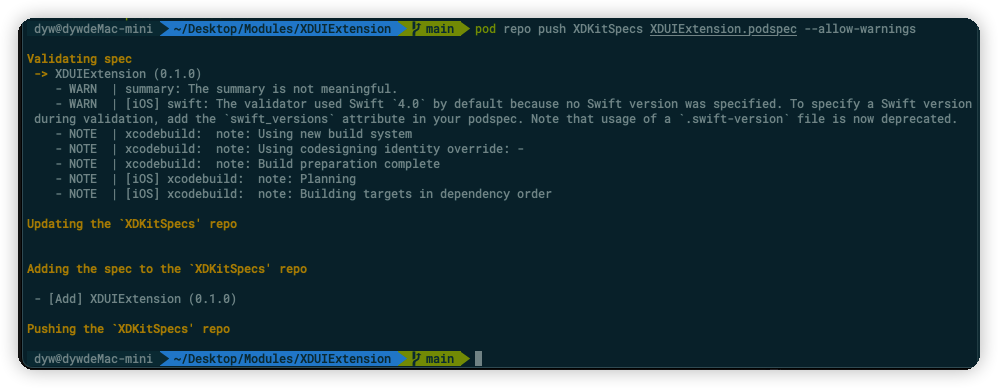 dyw@dywdeMac-mini ~/Desktop/Modules/XDUIExtension main pod repo push XDKitSpecs XDUIExtension.podspec --allow-warnings
Validating spec
-> XDUIExtension (0.1.0)
- WARN | summary: The summary is not meaningful.
- WARN | [iOS] swift: The validator used Swift `4.0` by default because no Swift version was specified. To specify a Swift version
during validation, add the `swift_versions` attribute in your podspec. Note that usage of a `.swift-version` file is now deprecated.
- NOTE | xcodebuild: note: Using new build system
- NOTE | xcodebuild: note: Using codesigning identity override: -
- NOTE | xcodebuild: note: Build preparation complete
- NOTE | [iOS] xcodebuild: note: Planning
- NOTE | [iOS] xcodebuild: note: Building targets in dependency order
Updating the `XDKitSpecs' repo
Adding the spec to the `XDKitSpecs' repo
- [Add] XDUIExtension (0.1.0)
Pushing the `XDKitSpecs' repo
dyw@dywdeMac-mini ~/Desktop/Modules/XDUIExtension main